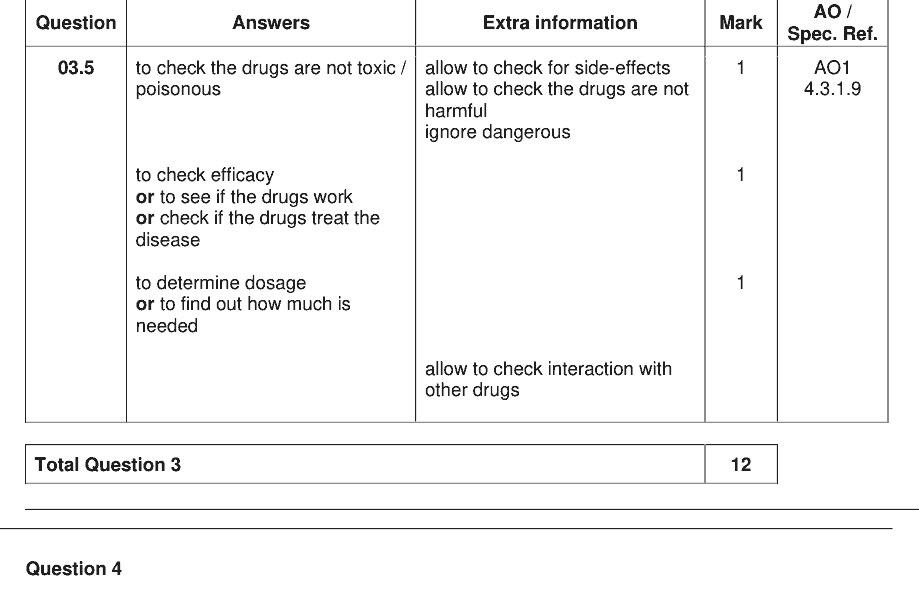 Question Answers Extra information Mark AO /
Spec. Ref.
03.5 to check the drugs are not toxic / allow to check for side-effects 1 AO1
poisonous allow to check the drugs are not 4.3.1.9
harmful
ignore dangerous
to check efficacy 1
or to see if the drugs work
or check if the drugs treat the
disease
to determine dosage 1
or to find out how much is
needed
allow to check interaction with
other drugs
Total Question 3 12
Question 4